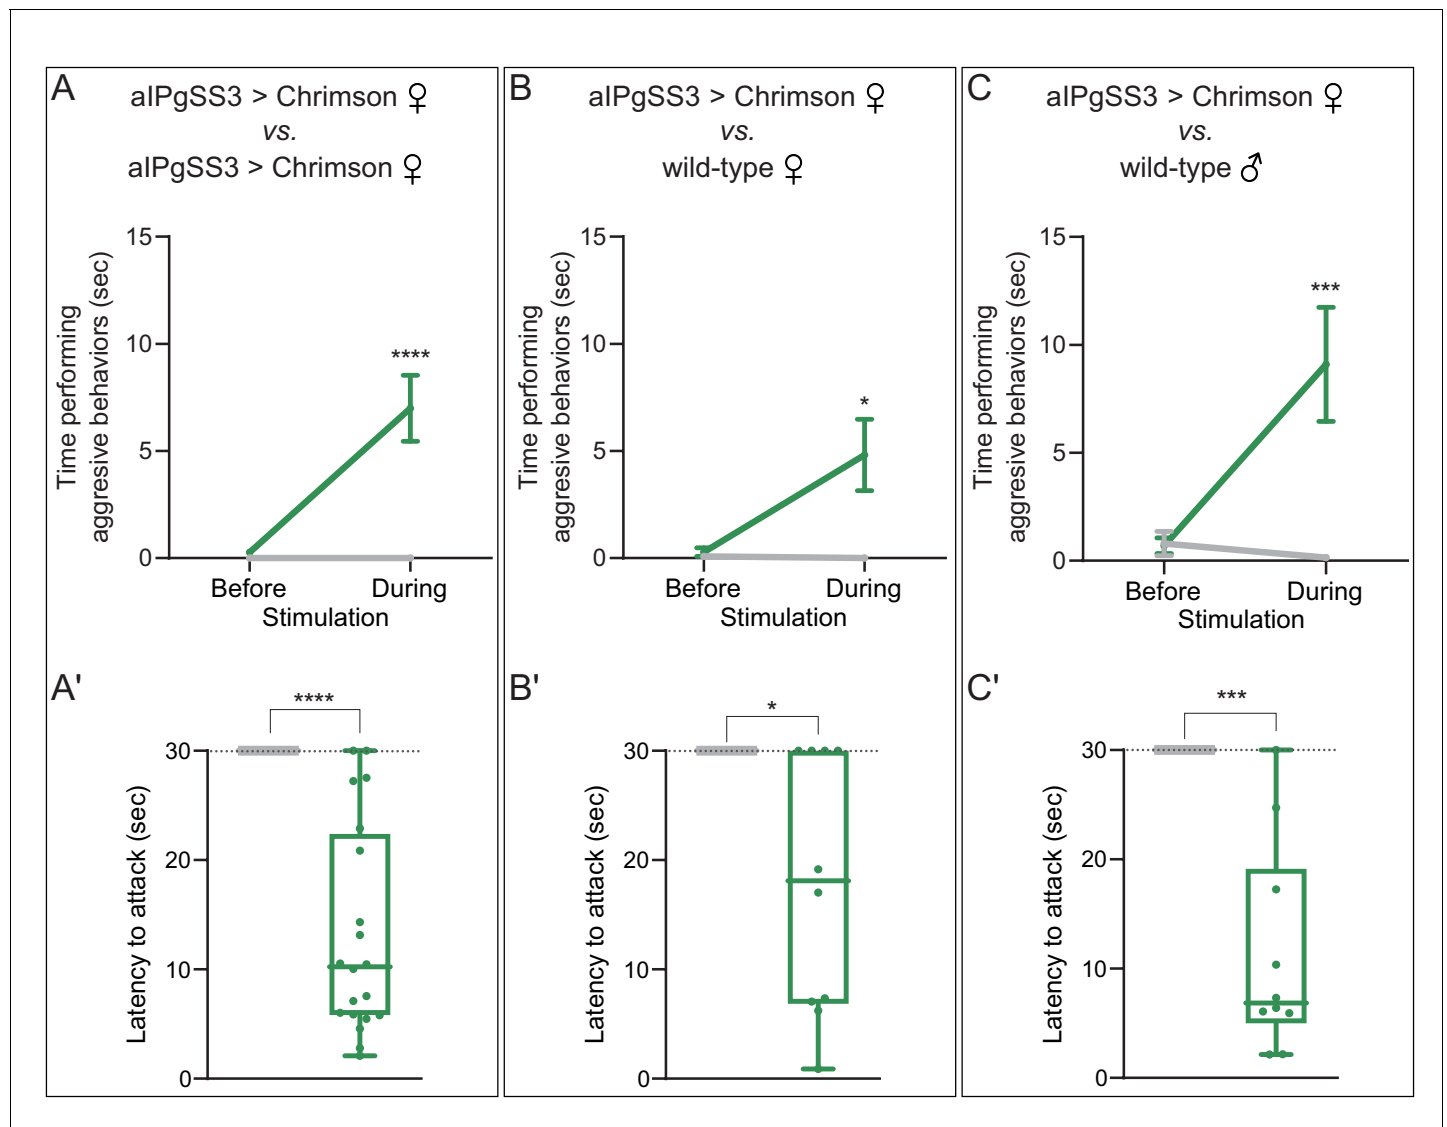 A
aIPgSS3 > Chrimson ♀
vs.
aIPgSS3 > Chrimson ♀
15
10
5
0
Time performing
aggresive behaviors (sec)
****
Before
During
Stimulation
B
aIPgSS3 > Chrimson ♀
vs.
wild-type ♀
15
10
5
0
Time performing
aggresive behaviors (sec)
*
Before
During
Stimulation
C
aIPgSS3 > Chrimson ♀
vs.
wild-type ♂
15
10
5
0
Time performing
aggresive behaviors (sec)
***
Before
During
Stimulation
A'
****
30
20
10
0
Latency to attack (sec)
B'
*
30
20
10
0
Latency to attack (sec)
C'
***
30
20
10
0
Latency to attack (sec)